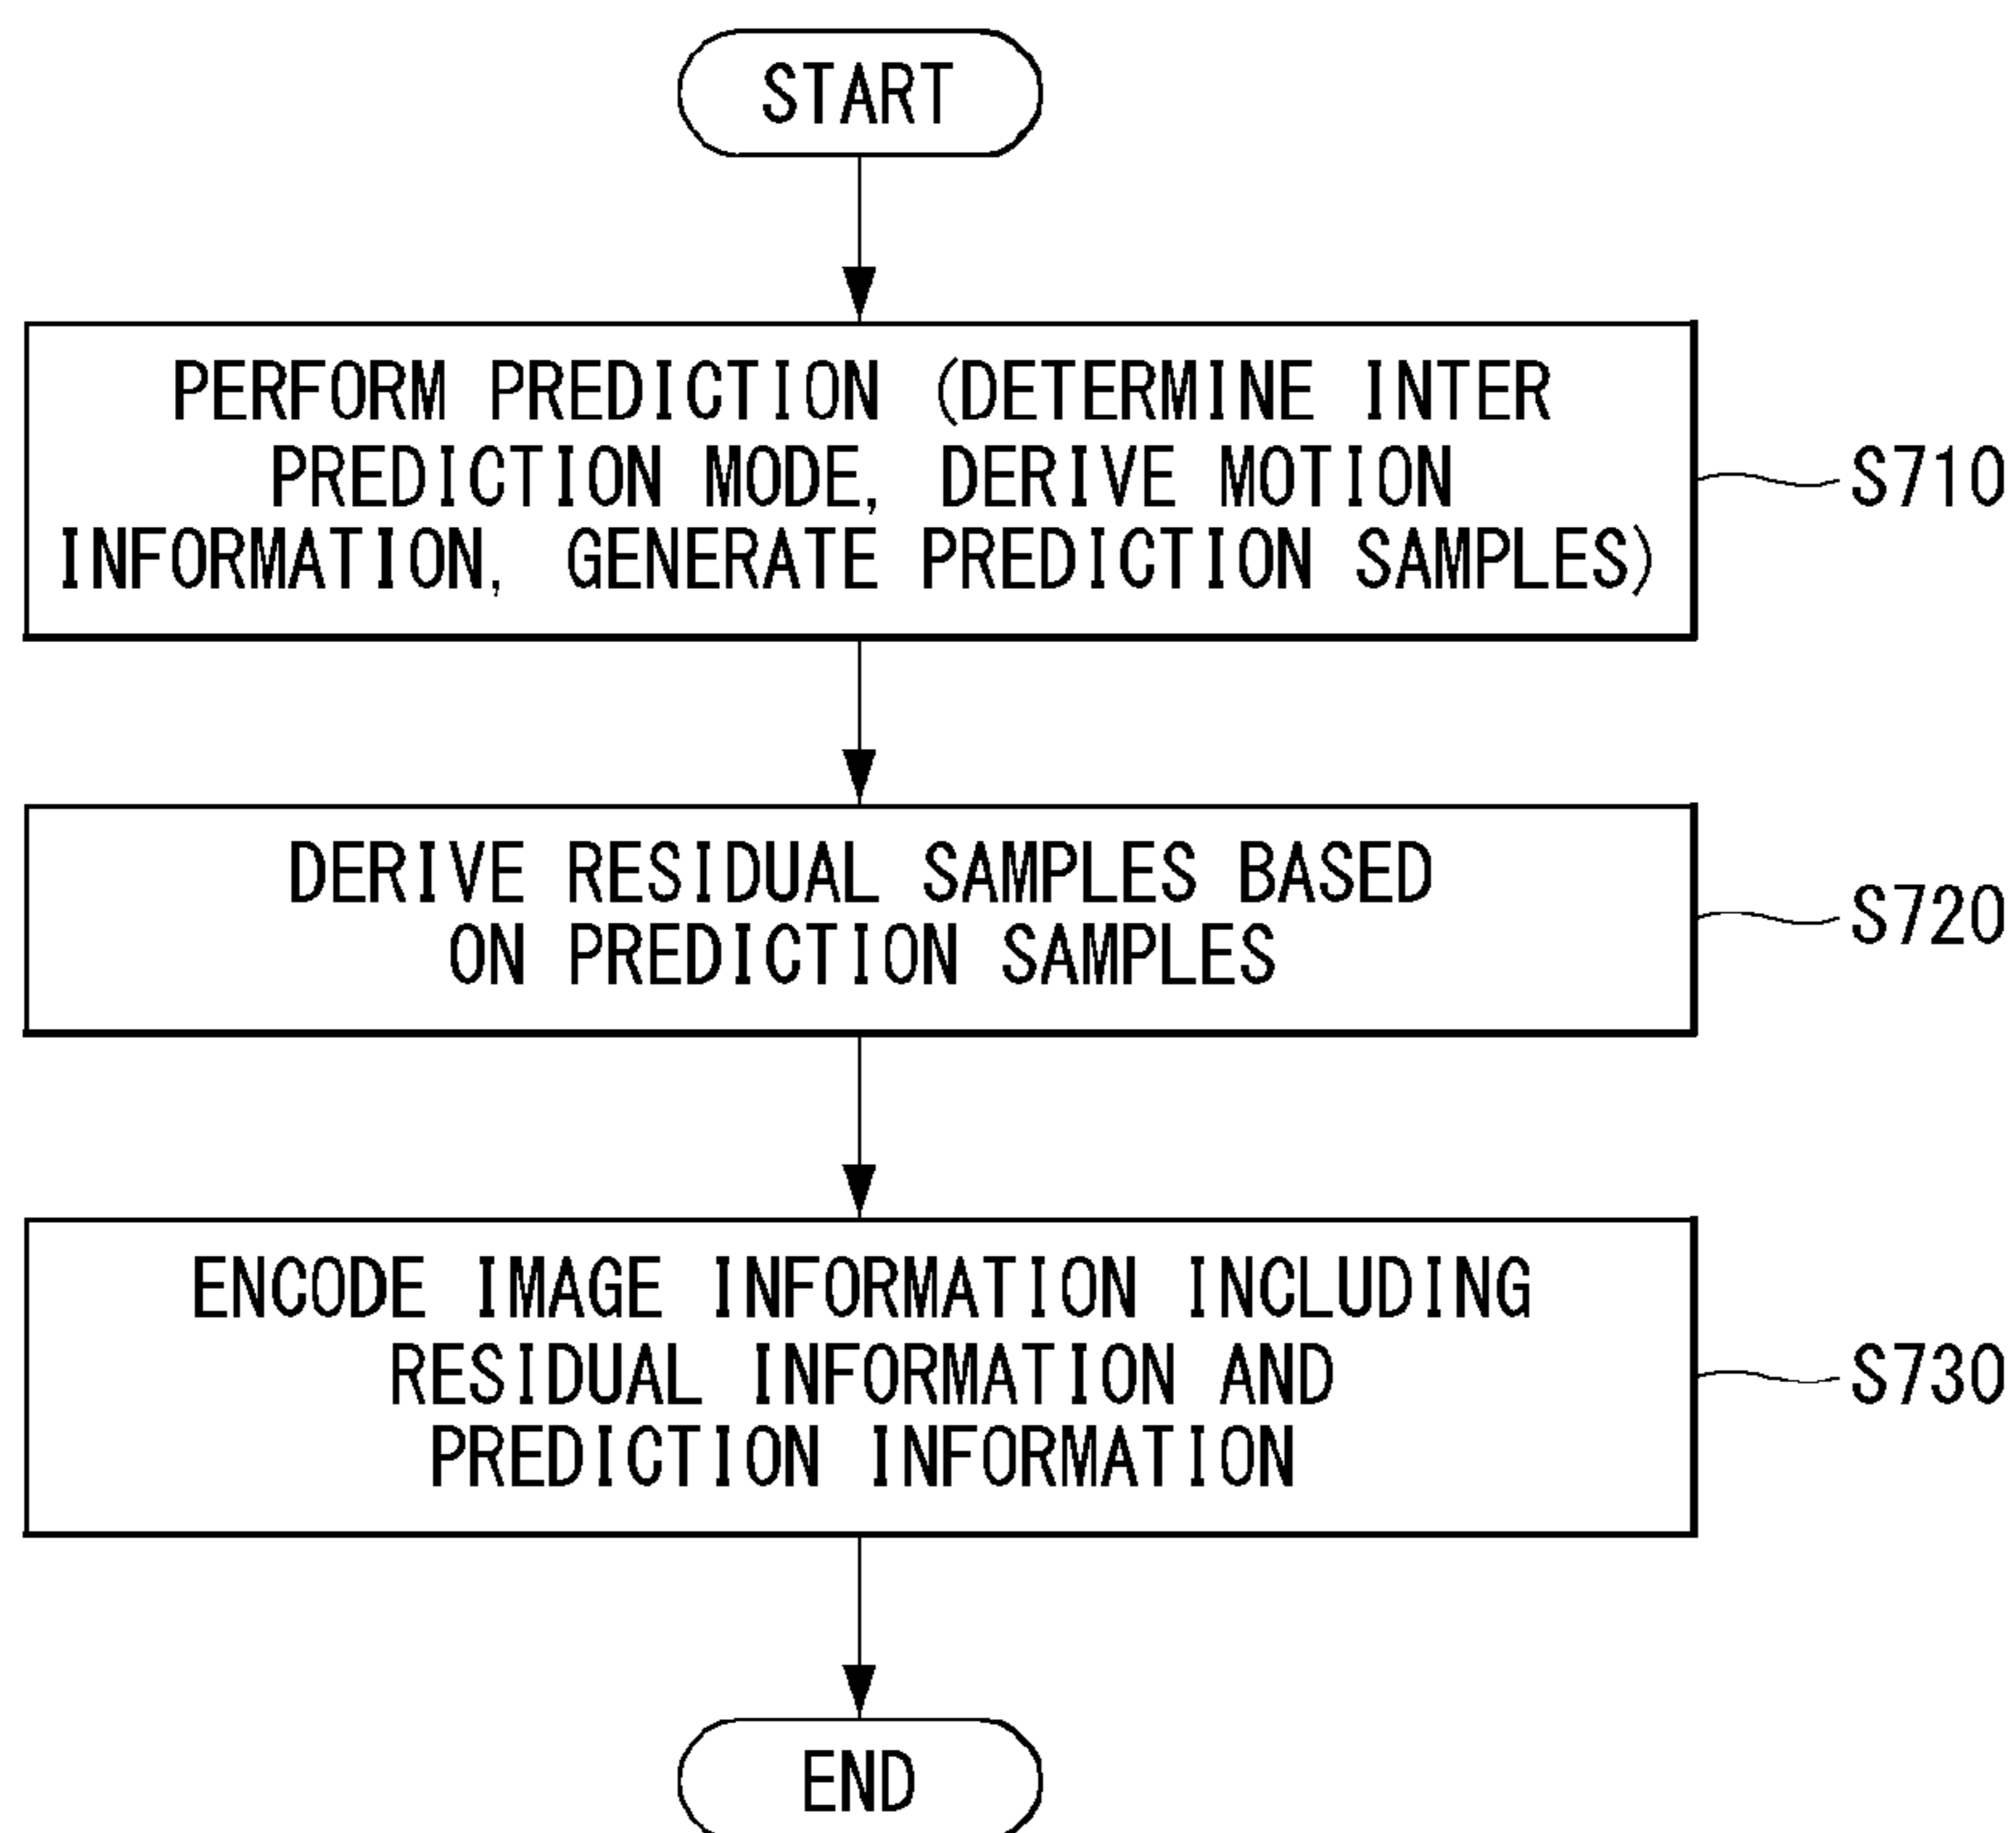 START
PERFORM PREDICTION (DETERMINE INTER
PREDICTION MODE, DERIVE MOTION
INFORMATION, GENERATE PREDICTION SAMPLES)
S710
DERIVE RESIDUAL SAMPLES BASED
ON PREDICTION SAMPLES
S720
ENCODE IMAGE INFORMATION INCLUDING
RESIDUAL INFORMATION AND
PREDICTION INFORMATION
S730
END